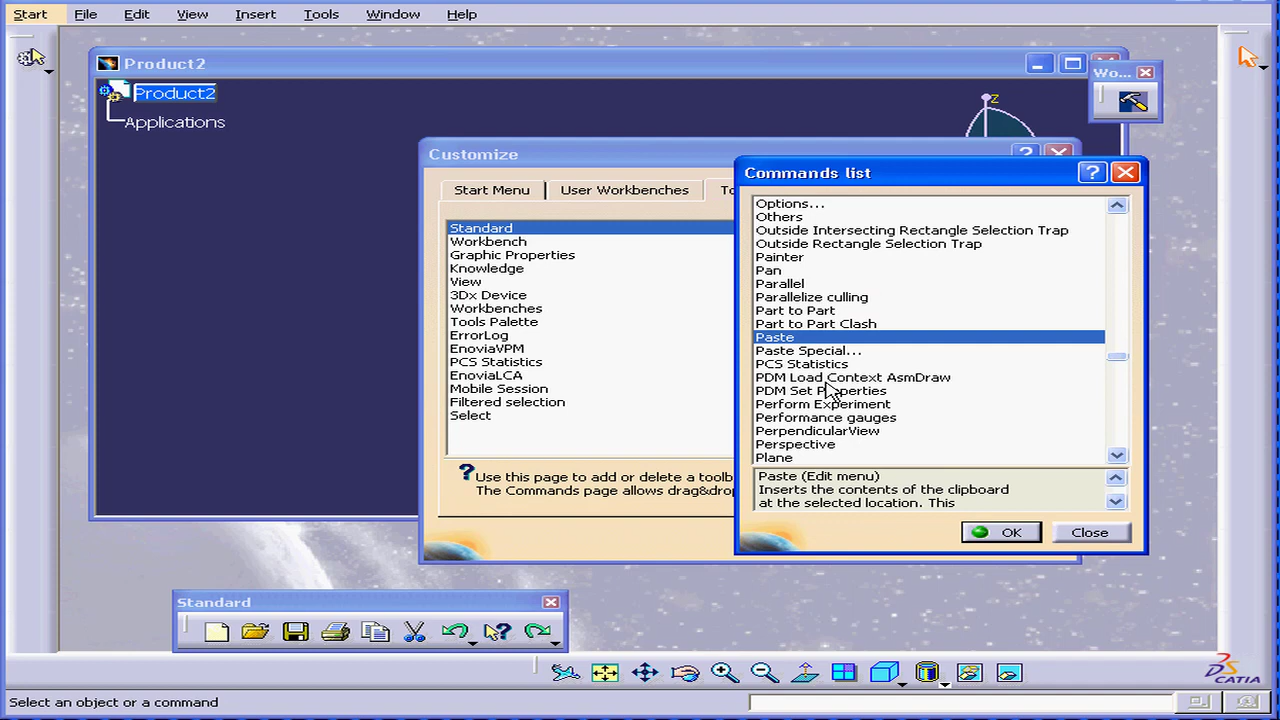 Start File Edit View Insert Tools Window Help
Product2
Wo...
Product2
Applications
z
Customize
Start Menu
User Workbenches
Standard
Workbench
Graphic Properties
Knowledge
View
3Dx Device
Workbenches
Tools Palette
ErrorLog
EnoviaVPM
PCS Statistics
EnoviaLCA
Mobile Session
Filtered selection
Select
Use this page to add or delete a toolb
The Commands page allows drag&drop
Commands list
Options...
Others
Outside Intersecting Rectangle Selection Trap
Outside Rectangle Selection Trap
Painter
Pan
Parallel
Parallelize culling
Part to Part
Part to Part Clash
Paste
Paste Special...
PCS Statistics
PDM Load Context AsmDraw
PDM Set Properties
Perform Experiment
Performance gauges
PerpendicularView
Perspective
Plane
Paste (Edit menu)
Inserts the contents of the clipboard
at the selected location. This
OK Close
Standard
CATIA
Select an object or a command